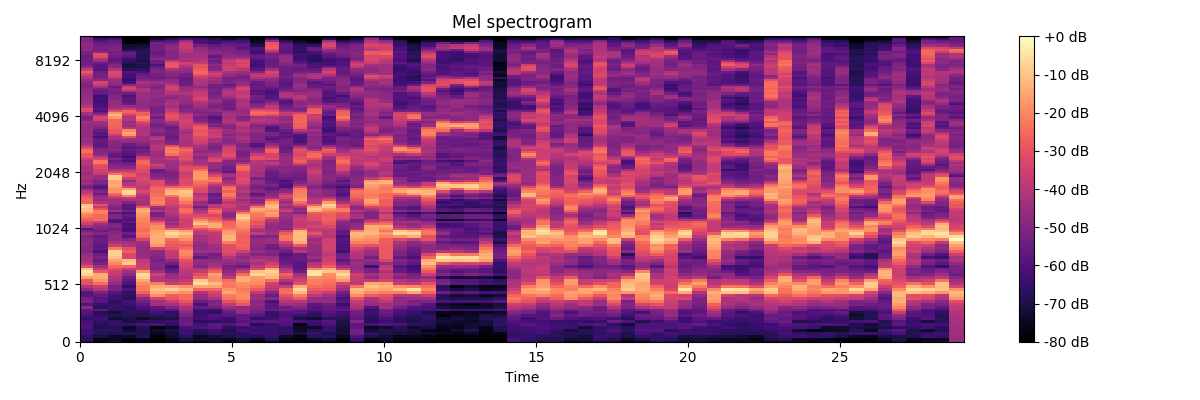 Mel spectrogram
Hz
8192
4096
2048
1024
512
0
0 5 10 15 20 25
Time
+0 dB
-10 dB
-20 dB
-30 dB
-40 dB
-50 dB
-60 dB
-70 dB
-80 dB